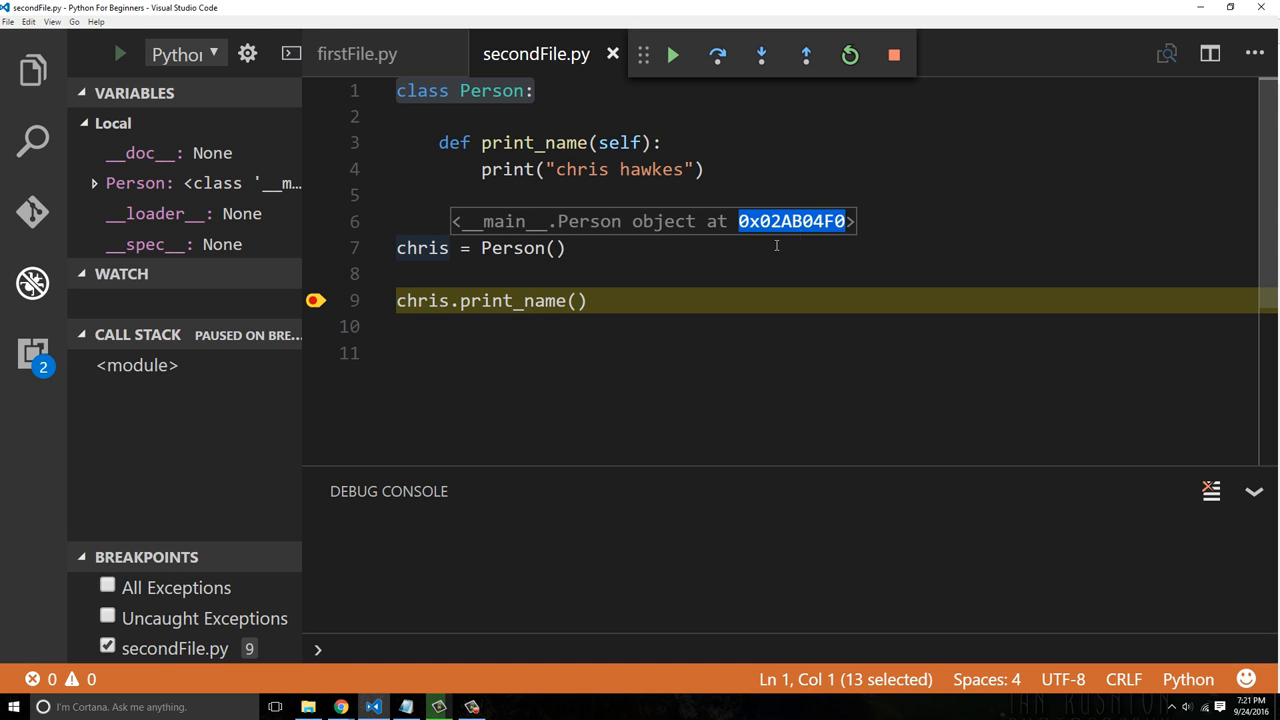 secondFile.py - Python For Beginners - Visual Studio Code
File Edit View Go Help
Pythor
firstFile.py
secondFile.py
VARIABLES
Local
__doc__: None
Person: <class '__m...
__loader__: None
__spec__: None
WATCH
CALL STACK PAUSED ON BRE...
<module>
BREAKPOINTS
All Exceptions
Uncaught Exceptions
secondFile.py 9
2
1 class Person:
2
3 def print_name(self):
4 print("chris hawkes")
5
6 <__main__.Person object at 0x02AB04F0>
7 chris = Person()
8
9 chris.print_name()
10
11
DEBUG CONSOLE
0 0
Ln 1, Col 1 (13 selected) Spaces: 4 UTF-8 CRLF Python
I'm Cortana. Ask me anything.
7:21 PM
9/24/2016